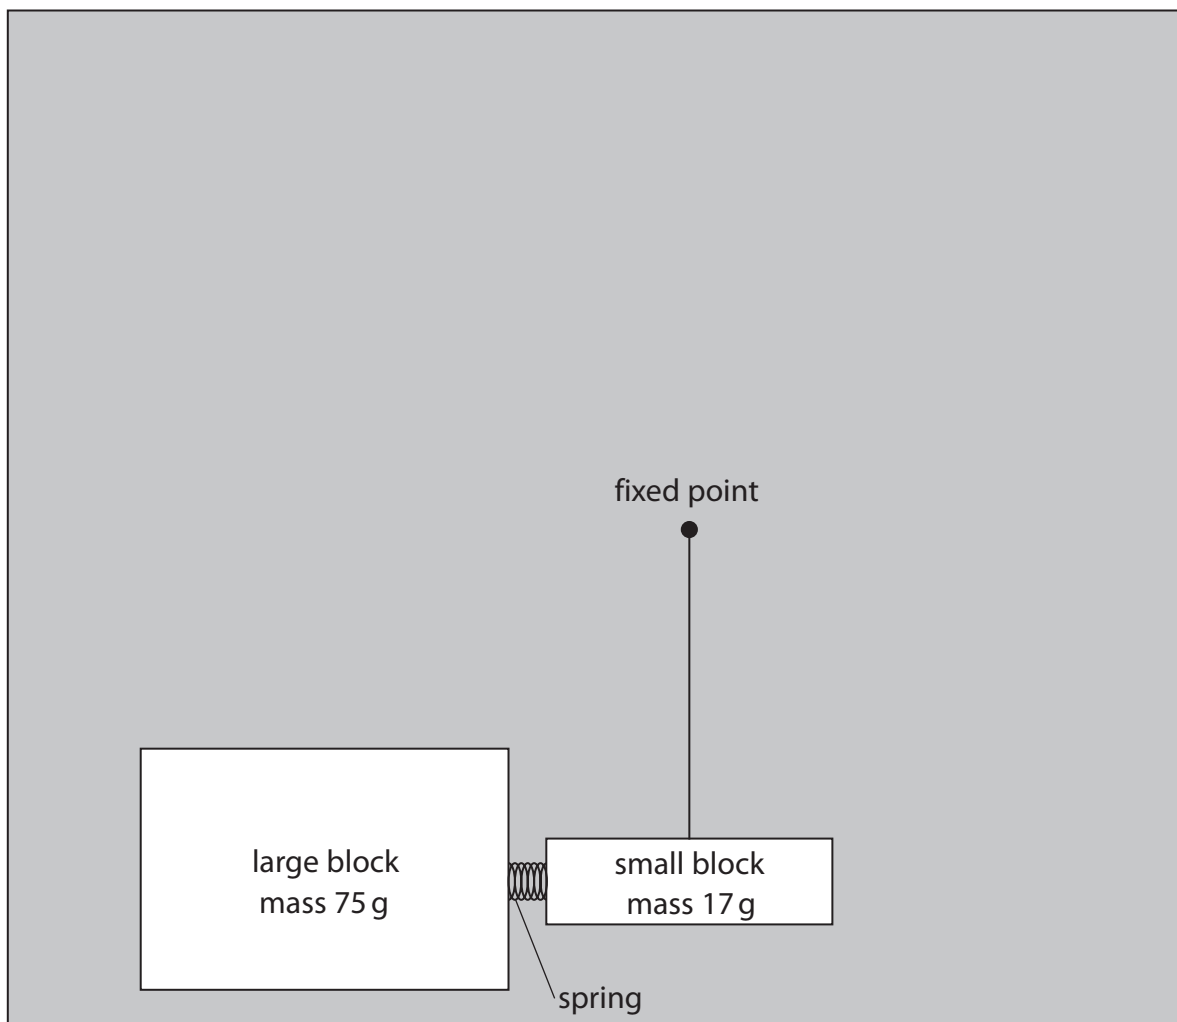 fixed point
large block
mass 75 g
small block
mass 17 g
spring